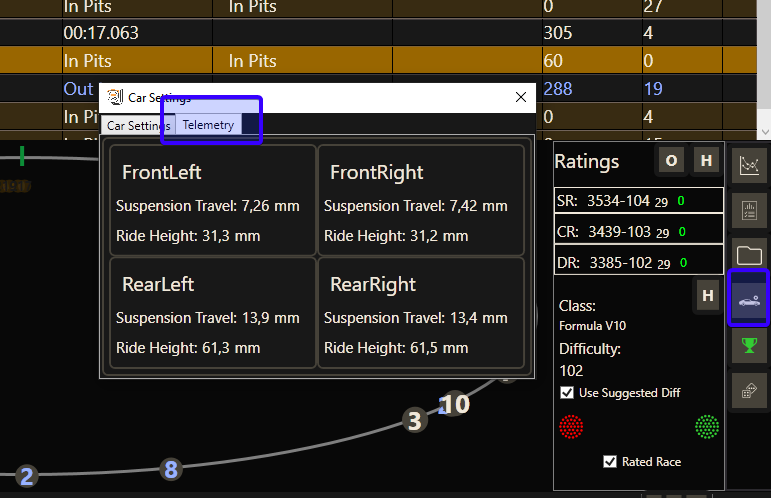 In Pits In Pits 0 27
00:17.063 305 4
In Pits In Pits 60 0
Out 288 19
Car Settings
In Pi 0 4
Car Settings Telemetry
FrontLeft FrontRight
Suspension Travel: 7,26 mm Suspension Travel: 7,42 mm
Ride Height: 31,3 mm Ride Height: 31,2 mm
RearLeft RearRight
Suspension Travel: 13,9 mm Suspension Travel: 13,4 mm
Ride Height: 61,3 mm Ride Height: 61,5 mm
Ratings O H
SR: 3534-104 29 0
CR: 3439-103 29 0
DR: 3385-102 29 0
H
Class:
Formula V10
Difficulty:
102
Use Suggested Diff
Rated Race
10
3
8
2